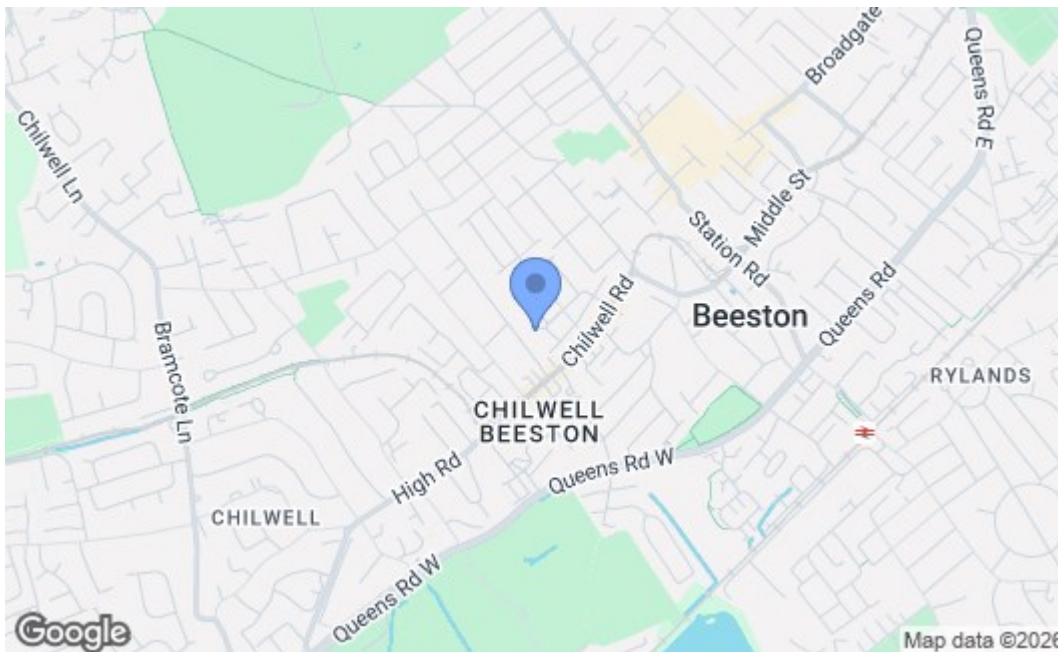 Broadgate
Queens Rd E
Chilwell Ln
Middle St
Station Rd
Chilwell Rd
Beeston
Queens Rd
Bramcote Ln
RYLANDS
CHILWELL
BEESTON
High Rd
Queens Rd W
CHILWELL
Queens Rd W
Google
Map data ©2026